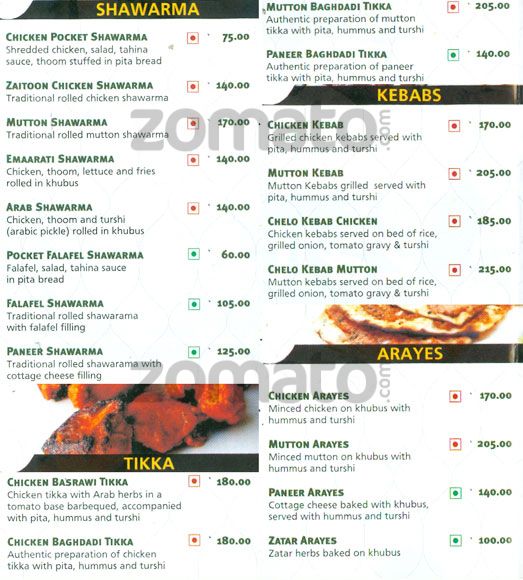 SHAWARMA
CHICKEN POCKET SHAWARMA 75.00
Shredded chicken, salad, tahina
sauce, thoom stuffed in pita bread
ZAITOON CHICKEN SHAWARMA 140.00
Traditional rolled chicken shawarma
MUTTON SHAWARMA 170.00
Traditional rolled mutton shawarma
EMAARATI SHAWARMA 140.00
Chicken, thoom, lettuce and fries
rolled in khubus
ARAB SHAWARMA 140.00
Chicken, thoom and turshi
(arabic pickle) rolled in khubus
POCKET FALAFEL SHAWARMA 60.00
Falafel, salad, tahina sauce
in pita bread
FALAFEL SHAWARMA 105.00
Traditional rolled shawarama
with falafel filling
PANEER SHAWARMA 125.00
Traditional rolled shawarama with
cottage cheese filling
TIKKA
CHICKEN BASRAWI TIKKA 180.00
Chicken tikka with Arab herbs in a
tomato base barbequed, accompanied
with pita, hummus and turshi
CHICKEN BAGHDADI TIKKA 180.00
Authentic preparation of chicken
tikka with pita, hummus and turshi
MUTTON BAGHDADI TIKKA 205.00
Authentic preparation of mutton
tikka with pita, hummus and turshi
PANEER BAGHDADI TIKKA 140.00
Authentic preparation of paneer
tikka with pita, hummus and turshi
KEBABS
CHICKEN KEBAB 170.00
Grilled chicken kebabs served with
pita, hummus and turshi
MUTTON KEBAB 205.00
Mutton Kebabs grilled served with
pita, hummus and turshi
CHELO KEBAB CHICKEN 185.00
Chicken kebabs served on bed of rice,
grilled onion, tomato gravy & turshi
CHELO KEBAB MUTTON 215.00
Mutton kebabs served on bed of rice,
grilled onion, tomato gravy & turshi
ARAYES
CHICKEN ARAYES 170.00
Minced chicken on khubus with
hummus and turshi
MUTTON ARAYES 205.00
Minced mutton on khubus with
hummus and turshi
PANEER ARAYES 140.00
Cottage cheese baked with khubus,
served with hummus and turshi
ZATAR ARAYES 100.00
Zatar herbs baked on khubus
zomato.com
zomato.com